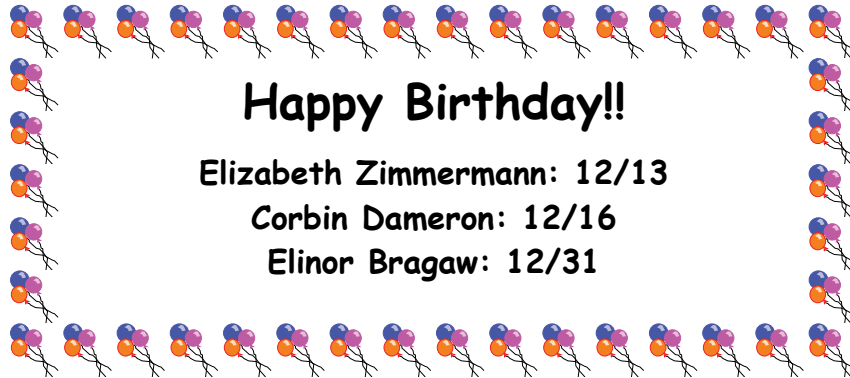 Happy Birthday!!
Elizabeth Zimmermann: 12/13
Corbin Dameron: 12/16
Elinor Bragaw: 12/31